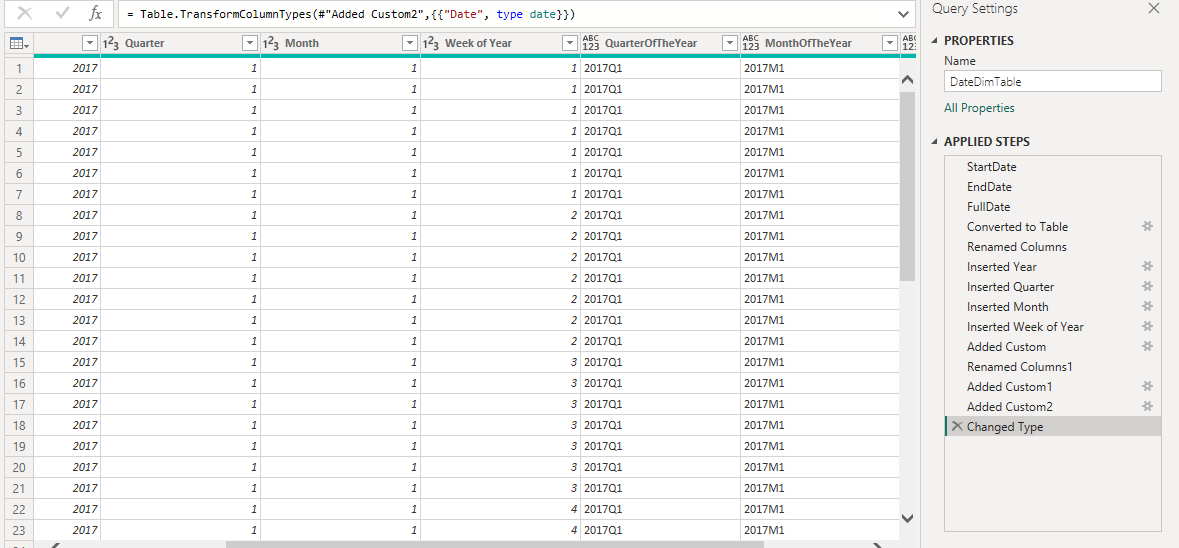 Query Settings
= Table.TransformColumnTypes(#"Added Custom2",{{"Date", type date}})
PROPERTIES
Name
DateDimTable
All Properties
APPLIED STEPS
StartDate
EndDate
FullDate
Converted to Table
Renamed Columns
Inserted Year
Inserted Quarter
Inserted Month
Inserted Week of Year
Added Custom
Renamed Columns1
Added Custom1
Added Custom2
Changed Type
1²3 Quarter 1²3 Month 1²3 Week of Year ABC 123 QuarterOfTheYear ABC 123 MonthOfTheYear ABC 123
1 2017 1 1 1 2017Q1 2017M1
2 2017 1 1 1 2017Q1 2017M1
3 2017 1 1 1 2017Q1 2017M1
4 2017 1 1 1 2017Q1 2017M1
5 2017 1 1 1 2017Q1 2017M1
6 2017 1 1 1 2017Q1 2017M1
7 2017 1 1 1 2017Q1 2017M1
8 2017 1 1 2 2017Q1 2017M1
9 2017 1 1 2 2017Q1 2017M1
10 2017 1 1 2 2017Q1 2017M1
11 2017 1 1 2 2017Q1 2017M1
12 2017 1 1 2 2017Q1 2017M1
13 2017 1 1 2 2017Q1 2017M1
14 2017 1 1 2 2017Q1 2017M1
15 2017 1 1 3 2017Q1 2017M1
16 2017 1 1 3 2017Q1 2017M1
17 2017 1 1 3 2017Q1 2017M1
18 2017 1 1 3 2017Q1 2017M1
19 2017 1 1 3 2017Q1 2017M1
20 2017 1 1 3 2017Q1 2017M1
21 2017 1 1 3 2017Q1 2017M1
22 2017 1 1 4 2017Q1 2017M1
23 2017 1 1 4 2017Q1 2017M1